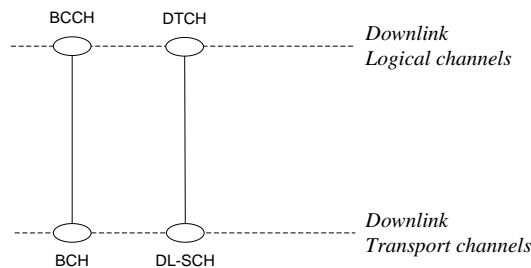 BCCH DTCH
Downlink
Logical channels
Downlink
Transport channels
BCH DL-SCH